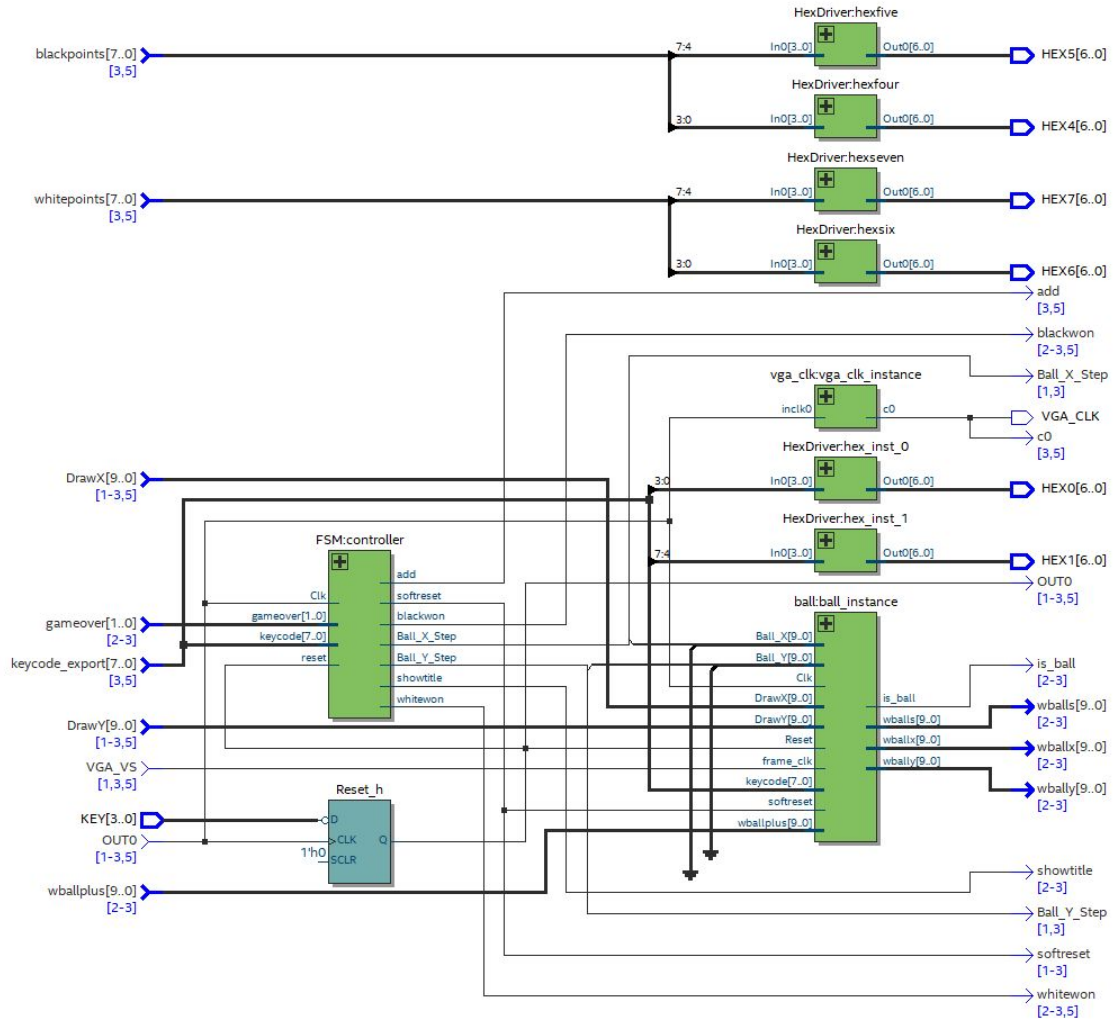 HexDriver:hexfive
blackpoints[7..0]
[3,5]
7:4
In0[3..0]
Out0[6..0]
HEX5[6..0]
HexDriver:hexfour
3:0
In0[3..0]
Out0[6..0]
HEX4[6..0]
HexDriver:hexseven
whitepoints[7..0]
[3,5]
7:4
In0[3..0]
Out0[6..0]
HEX7[6..0]
HexDriver:hexsix
3:0
In0[3..0]
Out0[6..0]
HEX6[6..0]
add
[3,5]
blackwon
[2-3,5]
Ball_X_Step
[1,3]
vga_clk:vga_clk_instance
inclk0
c0
VGA_CLK
c0
[3,5]
HexDriver:hex_inst_0
DrawX[9..0]
[1-3,5]
3:0
In0[3..0]
Out0[6..0]
HEX0[6..0]
HexDriver:hex_inst_1
7:4
In0[3..0]
Out0[6..0]
HEX1[6..0]
OUT0
[1-3,5]
FSM:controller
Clk
gameover[1..0]
keycode[7..0]
reset
add
softreset
blackwon
Ball_X_Step
Ball_Y_Step
showtitle
whitewon
gameover[1..0]
[2-3]
keycode_export[7..0]
[3,5]
DrawY[9..0]
[1-3,5]
VGA_VS
[1,3,5]
ball:ball_instance
Ball_X[9..0]
Ball_Y[9..0]
Clk
DrawX[9..0]
DrawY[9..0]
Reset
frame_clk
keycode[7..0]
softreset
wballplus[9..0]
is_ball
wballs[9..0]
wballx[9..0]
wbally[9..0]
is_ball
[2-3]
wballs[9..0]
[2-3]
wballx[9..0]
[2-3]
wbally[9..0]
[2-3]
Reset_h
KEY[3..0]
OUT0
[1-3,5]
D
CLK
Q
1'h0
SCLR
wballplus[9..0]
[2-3]
showtitle
[2-3]
Ball_Y_Step
[1,3]
softreset
[1-3]
whitewon
[2-3,5]